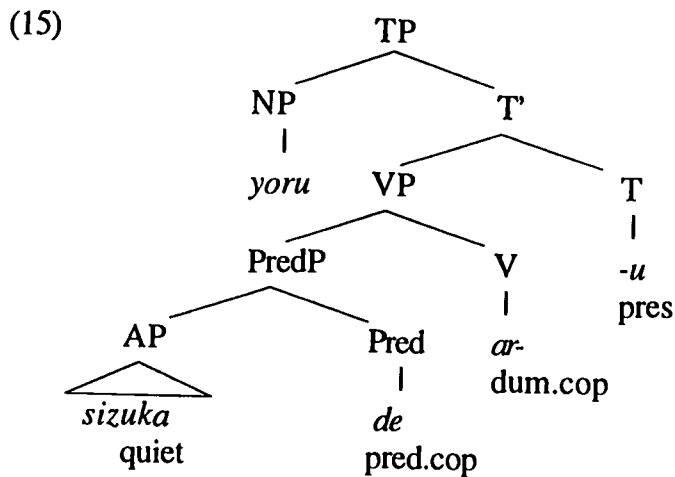 (15)
TP
NP T'
yoru VP T
PredP V -u
pres
AP Pred ar-
dum.cop
sizuka de
quiet pred.cop